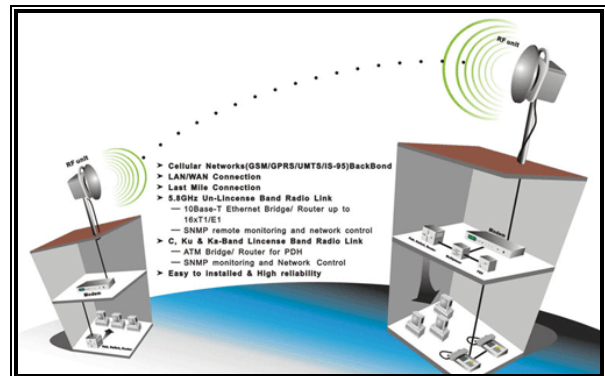 RF unit
RF unit
➤ Cellular Networks(GSM/GPRS/UMTS/IS-95)BackBond
➤ LAN/WAN Connection
➤ Last Mile Connection
➤ 5.8GHz Un-Lincense Band Radio Link
— 10Base-T Ethernet Bridge/ Router up to
16xT1/E1
— SNMP remote monitoring and network control
➤ C, Ku & Ka-Band Lincense Band Radio Link
— ATM Bridge/ Router for PDH
— SNMP monitoring and Network Control
➤ Easy to installed & High reliability
Modem
Modem